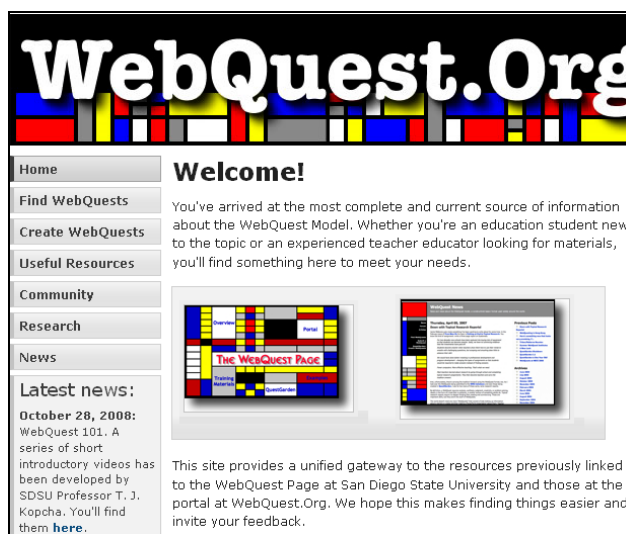 WebQuest.Org
Home
Find WebQuests
Create WebQuests
Useful Resources
Community
Research
News
Latest news:
October 28, 2008:
WebQuest 101. A
series of short
introductory videos has
been developed by
SDSU Professor T. J.
Kopcha. You'll find
them here.
Welcome!
You've arrived at the most complete and current source of information
about the WebQuest Model. Whether you're an education student new
to the topic or an experienced teacher educator looking for materials,
you'll find something here to meet your needs.
Overview
Portal
THE WEBQUEST PAGE
Training
Materials
QuestGarden
WebQuest News
Thursday, April 05, 2007
This site provides a unified gateway to the resources previously linked
to the WebQuest Page at San Diego State University and those at the
portal at WebQuest.Org. We hope this makes finding things easier and
invite your feedback.